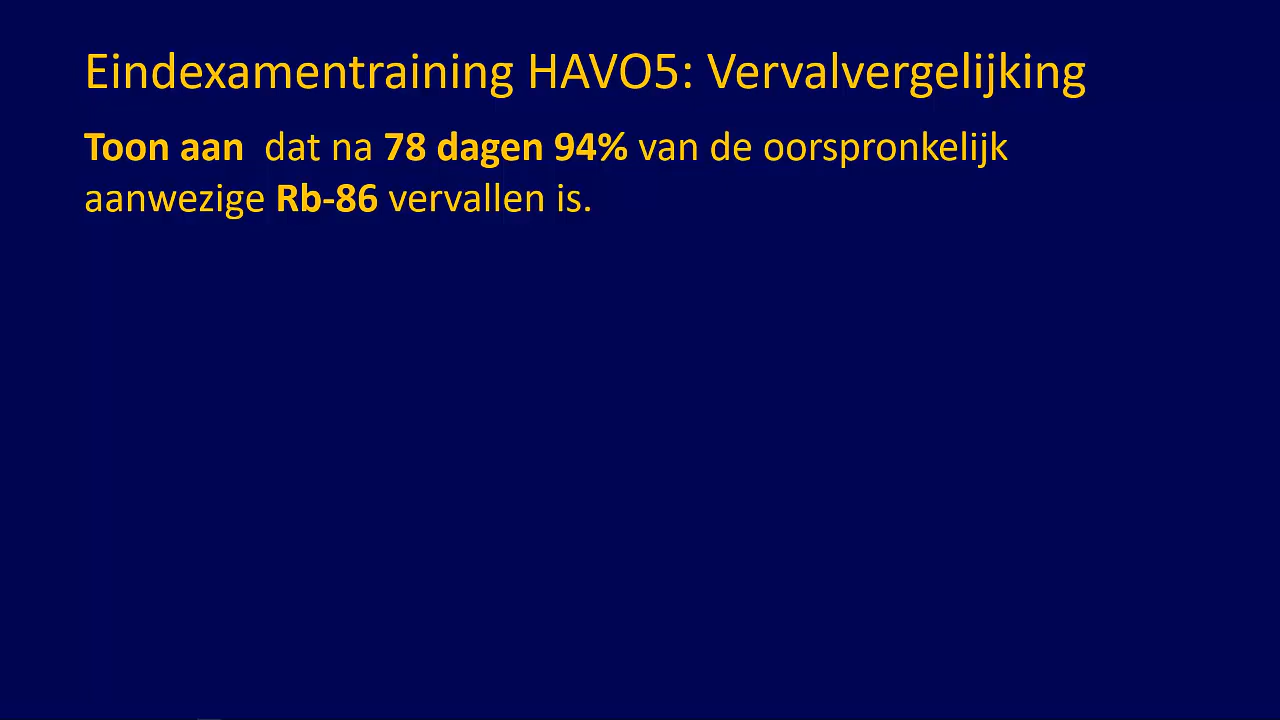 Eindexamentraining HAVO5: Vervalvergelijking
Toon aan dat na 78 dagen 94% van de oorspronkelijk
aanwezige Rb-86 vervallen is.